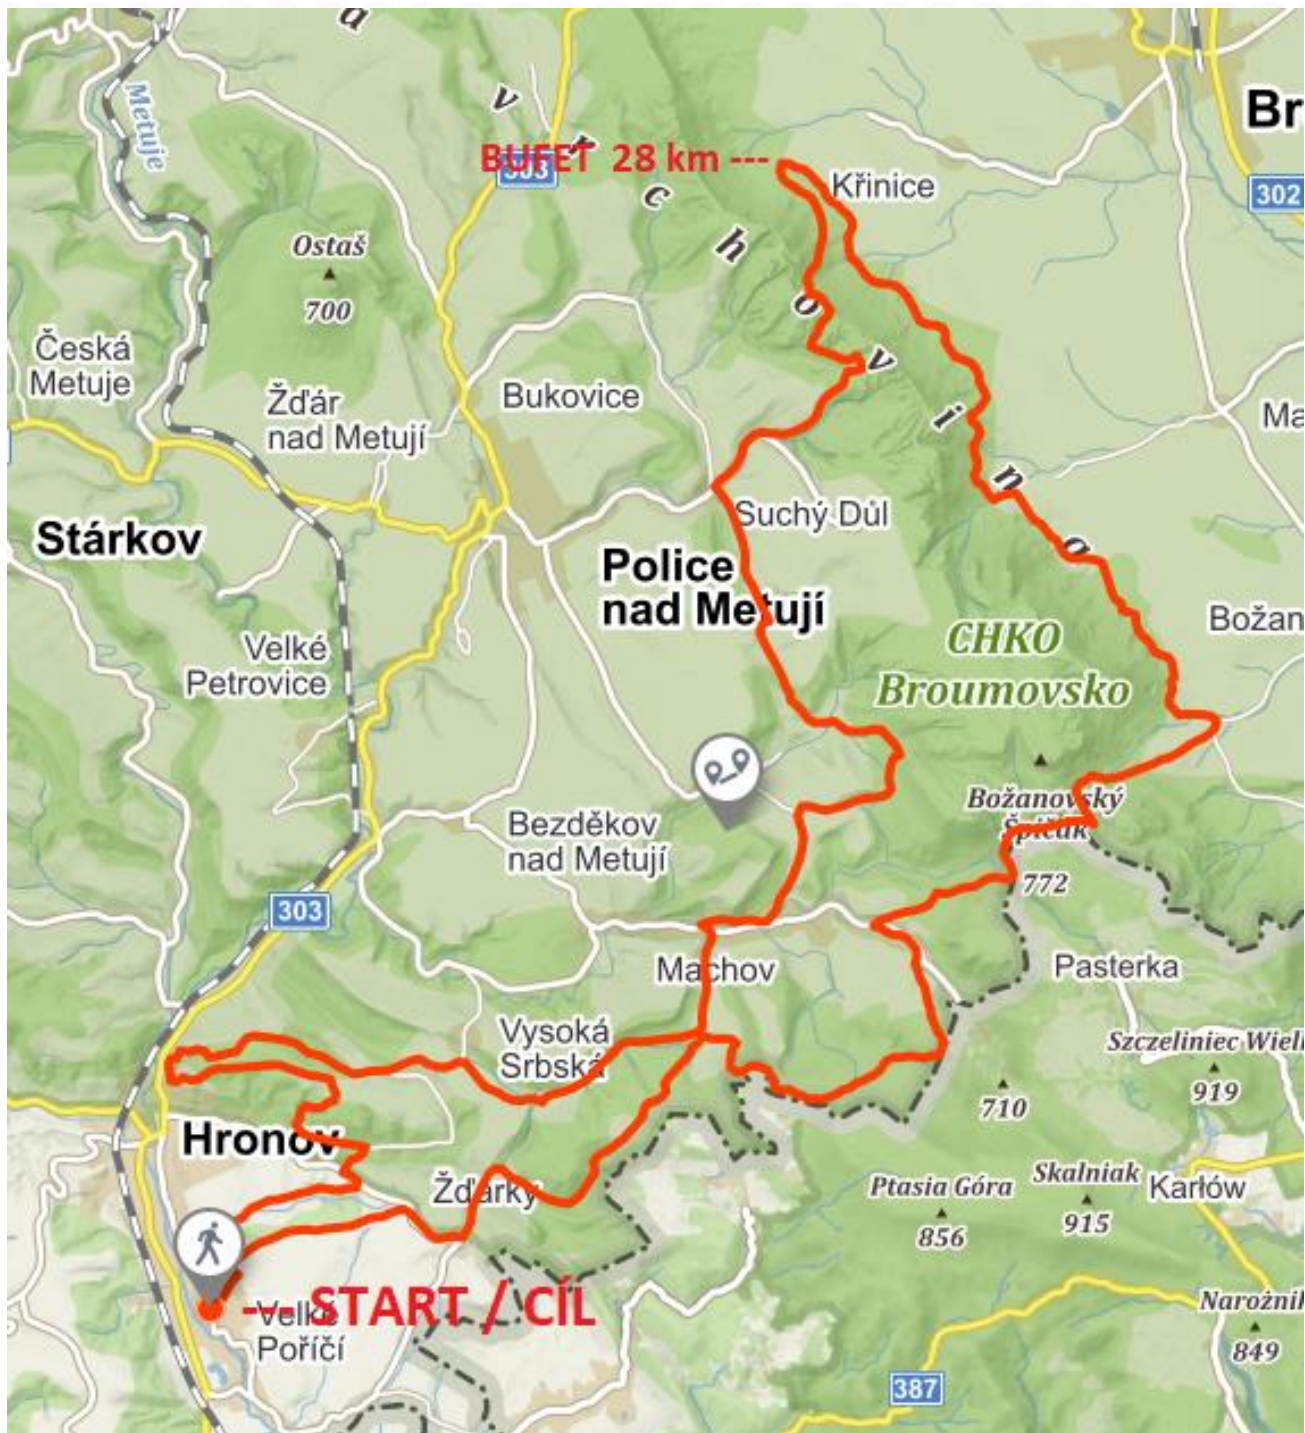 a
Metuje
v
r
c
h
o
v
i
n
a
Br
BUFET 28 km ---
303
Křinice
302
Ostaš
700
Česká
Metuje
Žďár
nad Metují
Bukovice
Ma
Stárkov
Suchý Důl
Police
nad Metují
Velké
Petrovice
CHKO
Broumovsko
Božan
Božanovský
Špičák
772
Bezděkov
nad Metují
303
Machov
Pasterka
Vysoká
Srbská
Szczeliniec Wiell
919
710
Hronov
Žďárky
Ptasia Góra
856
Skalniak
915
Karłów
--- START / CÍL
Velké
Poříčí
Narożnik
849
387